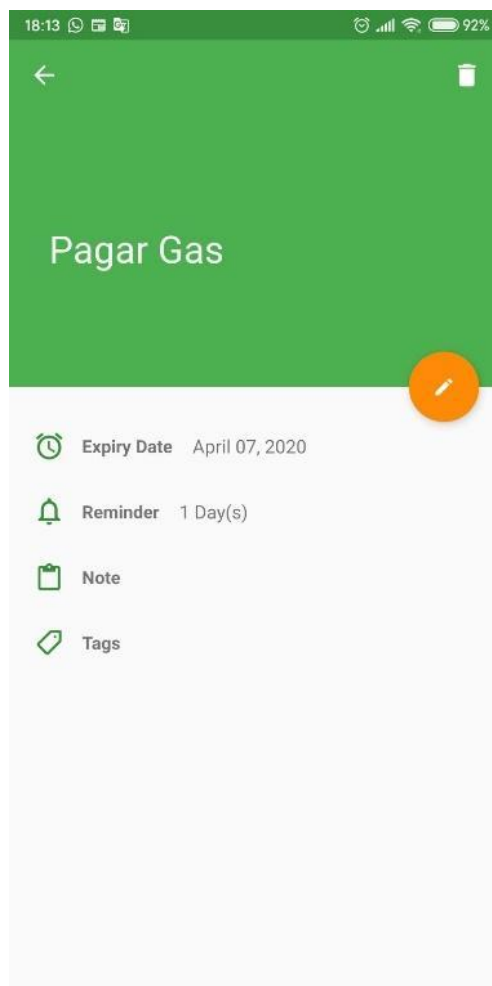 18:13 92%
Pagar Gas
Expiry Date April 07, 2020
Reminder 1 Day(s)
Note
Tags